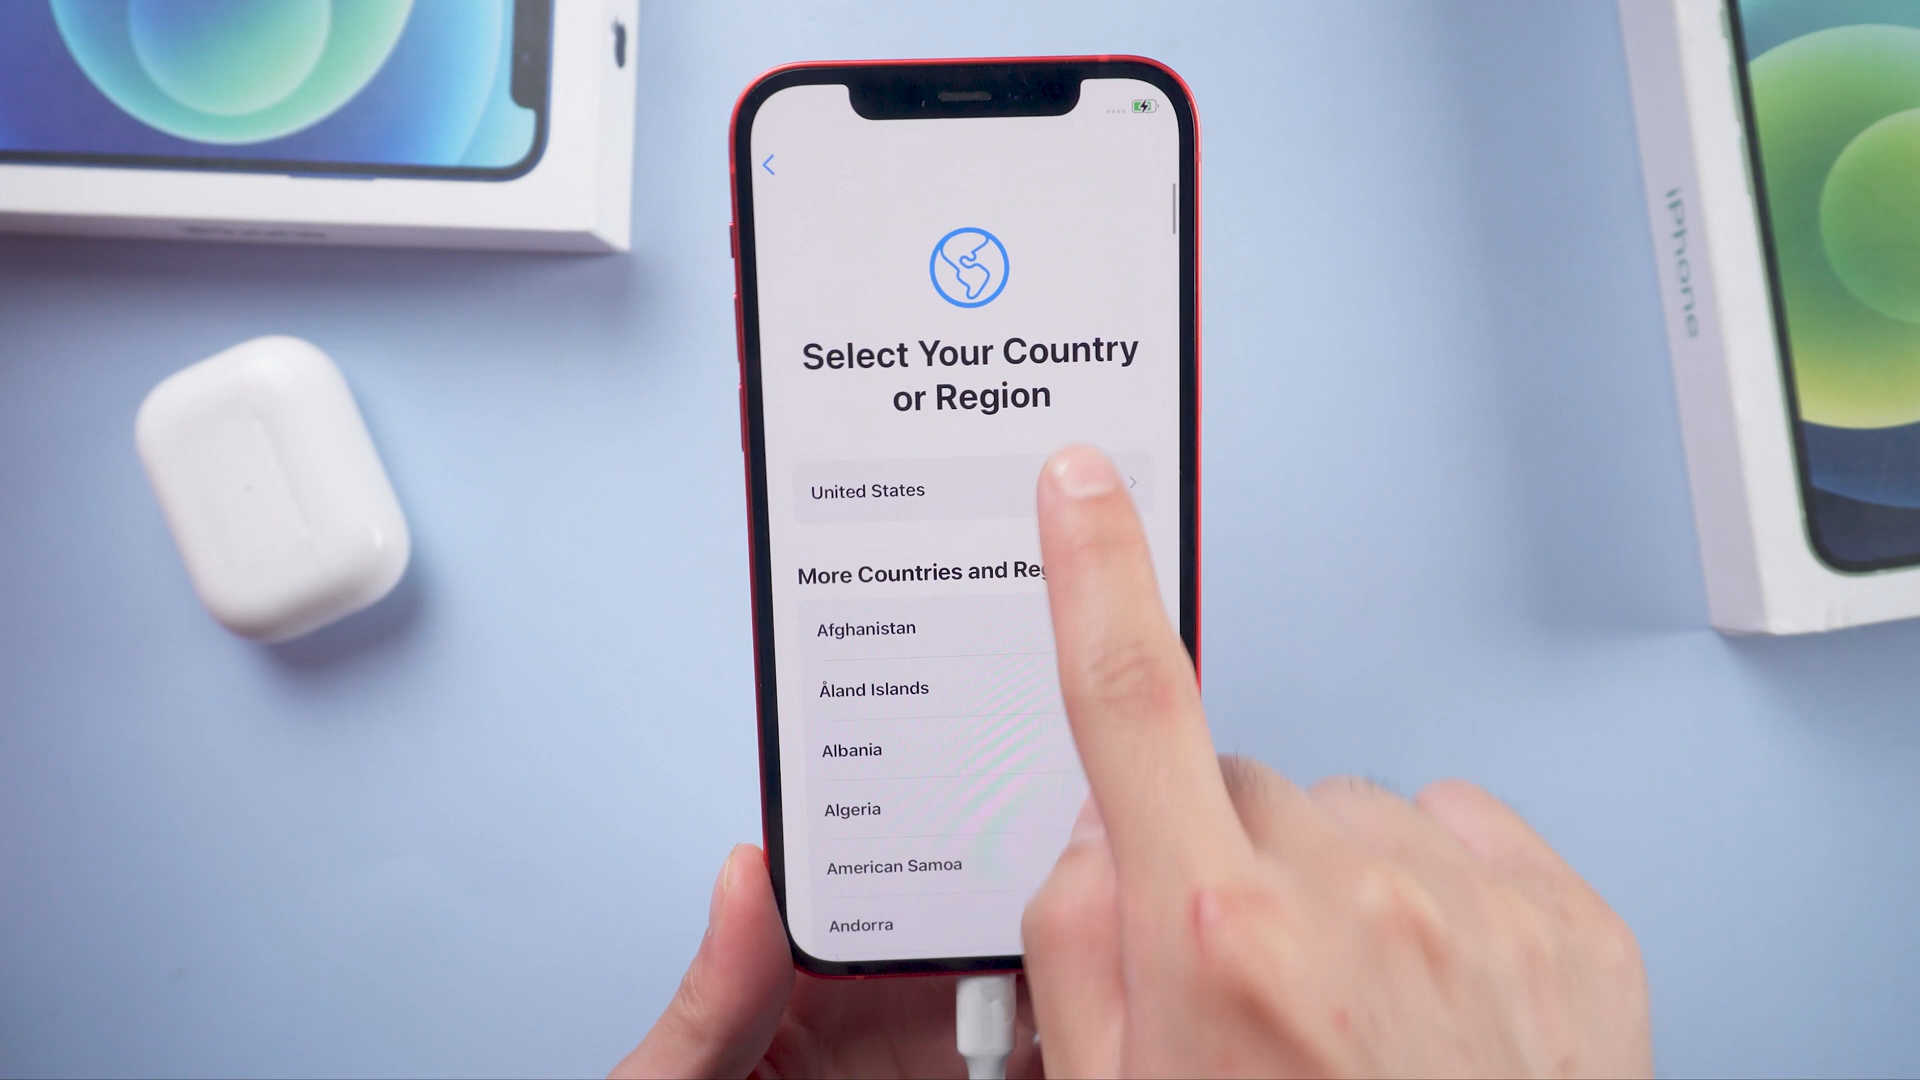 Select Your Country
or Region
United States
More Countries and Reg
Afghanistan
Åland Islands
Albania
Algeria
American Samoa
Andorra
iPhone